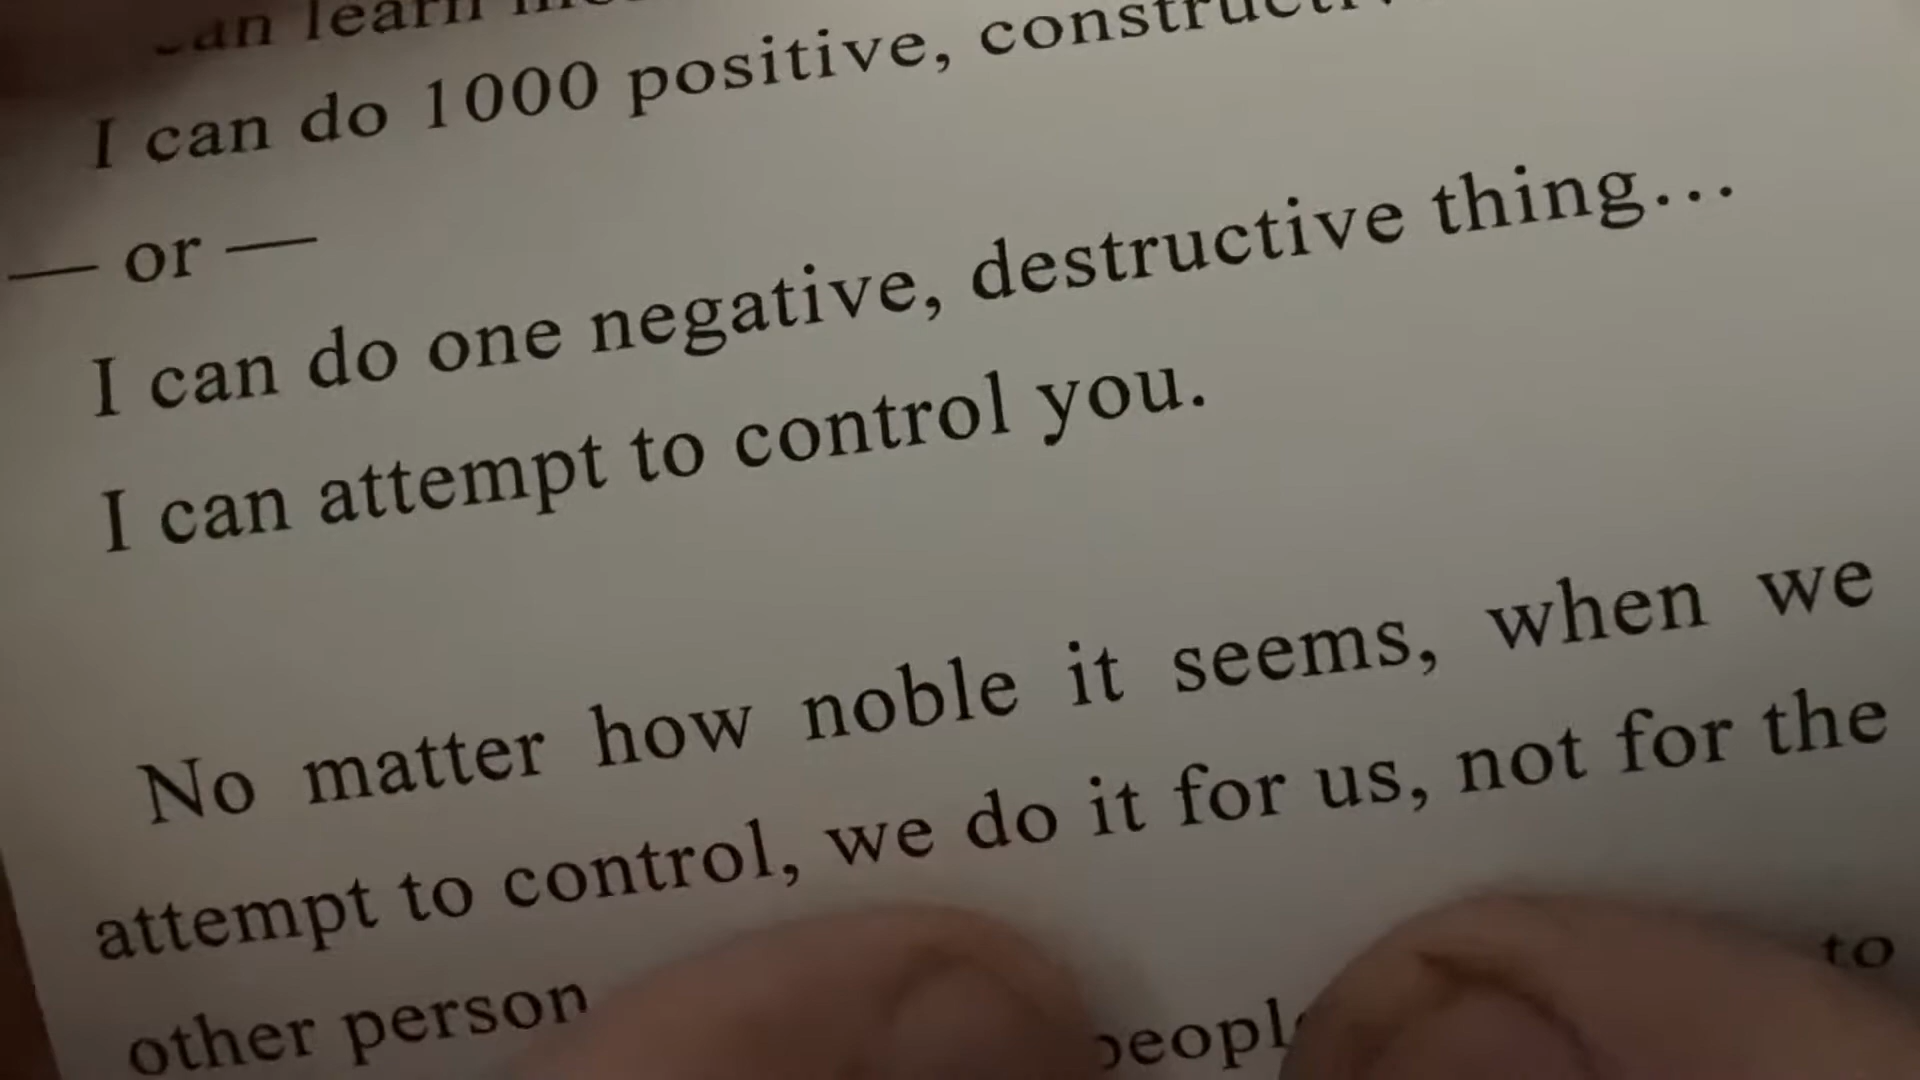 can learn
I can do 1000 positive,
— or —
I can do one negative, destructive thing...
I can attempt to control you.
No matter how noble it seems, when we
attempt to control, we do it for us, not for the
other person to